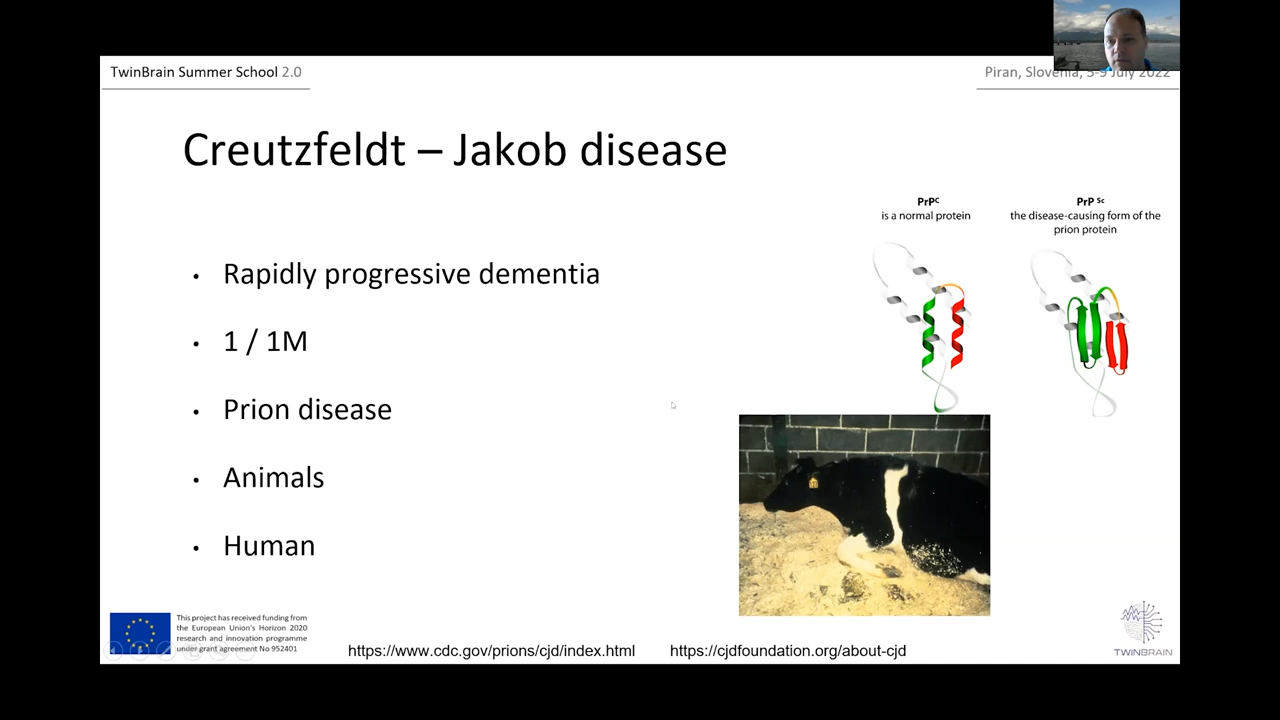 TwinBrain Summer School 2.0
Piran, Slovenia, 5-9 July 2022
Creutzfeldt – Jakob disease
PrPᶜ
is a normal protein
PrP ˢᶜ
the disease-causing form of the
prion protein
• Rapidly progressive dementia
• 1 / 1M
• Prion disease
• Animals
• Human
This project has received funding from
the European Union's Horizon 2020
research and innovation programme
under grant agreement No 952401
https://www.cdc.gov/prions/cjd/index.html
https://cjdfoundation.org/about-cjd
TWINBRAIN